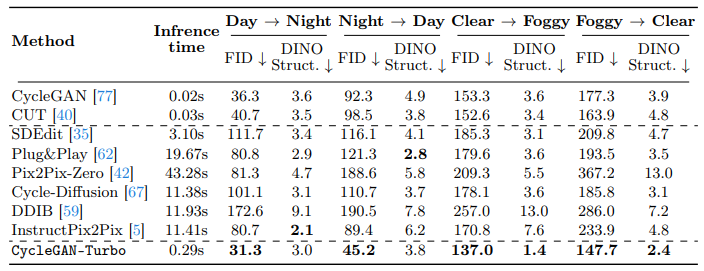 Method Infrence time Day → Night Night → Day Clear → Foggy Foggy → Clear
FID ↓ DINO Struct. ↓ FID ↓ DINO Struct. ↓ FID ↓ DINO Struct. ↓ FID ↓ DINO Struct. ↓
CycleGAN [77] 0.02s 36.3 3.6 92.3 4.9 153.3 3.6 177.3 3.9
CUT [40] 0.03s 40.7 3.5 98.5 3.8 152.6 3.4 163.9 4.8
SDEdit [35] 3.10s 111.7 3.4 116.1 4.1 185.3 3.1 209.8 4.7
Plug&Play [62] 19.67s 80.8 2.9 121.3 2.8 179.6 3.6 193.5 3.5
Pix2Pix-Zero [42] 43.28s 81.3 4.7 188.6 5.8 209.3 5.5 367.2 13.0
Cycle-Diffusion [67] 11.38s 101.1 3.1 110.7 3.7 178.1 3.6 185.8 3.1
DDIB [59] 11.93s 172.6 9.1 190.5 7.8 257.0 13.0 286.0 7.2
InstructPix2Pix [5] 11.41s 80.7 2.1 89.4 6.2 170.8 7.6 233.9 4.8
CycleGAN-Turbo 0.29s 31.3 3.0 45.2 3.8 137.0 1.4 147.7 2.4